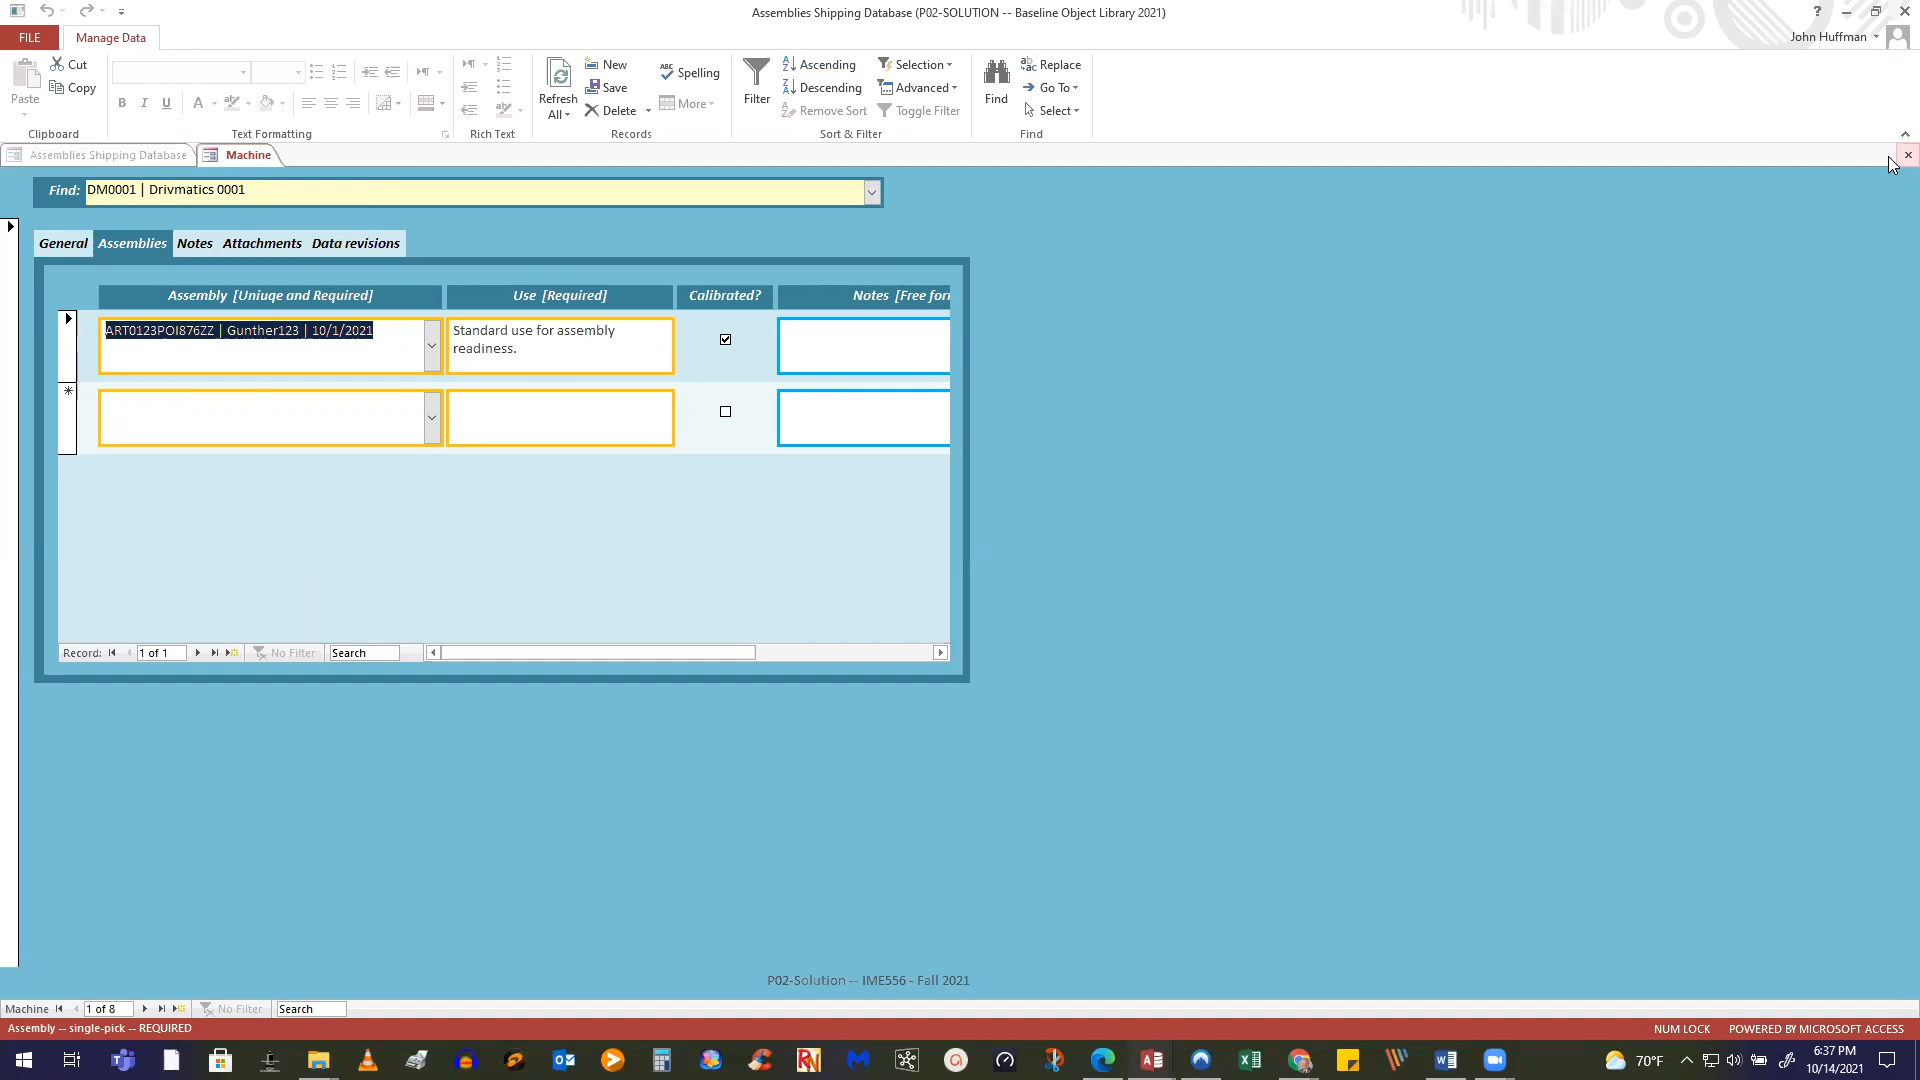 Assemblies Shipping Database (P02-SOLUTION -- Baseline Object Library 2021)
?
FILE
Manage Data
John Huffman
Paste
Cut
Copy
Clipboard
B I U A
Text Formatting
Rich Text
Refresh
All
New
Save
Delete
ABC
Spelling
More
Records
Filter
Ascending
Descending
Remove Sort
Selection
Advanced
Toggle Filter
Sort & Filter
Find
Replace
Go To
Select
Find
Assemblies Shipping Database
Machine
Find: DM0001 | Drivmatics 0001
General Assemblies Notes Attachments Data revisions
Assembly [Uniuqe and Required] Use [Required] Calibrated? Notes [Free forn
ART0123POI876ZZ | Gunther123 | 10/1/2021
Standard use for assembly
readiness.
Record: 1 of 1 No Filter Search
P02-Solution -- IME556 - Fall 2021
Machine 1 of 8 No Filter Search
Assembly -- single-pick -- REQUIRED
NUM LOCK POWERED BY MICROSOFT ACCESS
70°F
6:37 PM
10/14/2021